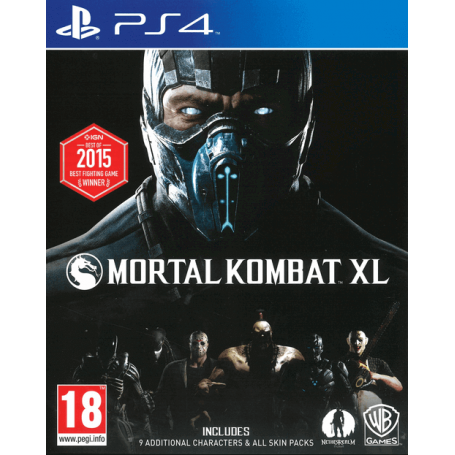 PS4
IGN
BEST OF
2015
BEST FIGHTING GAME
WINNER
MORTAL KOMBAT XL
18
www.pegi.info
INCLUDES
9 ADDITIONAL CHARACTERS & ALL SKIN PACKS
NETHERREALM
WB
GAMES